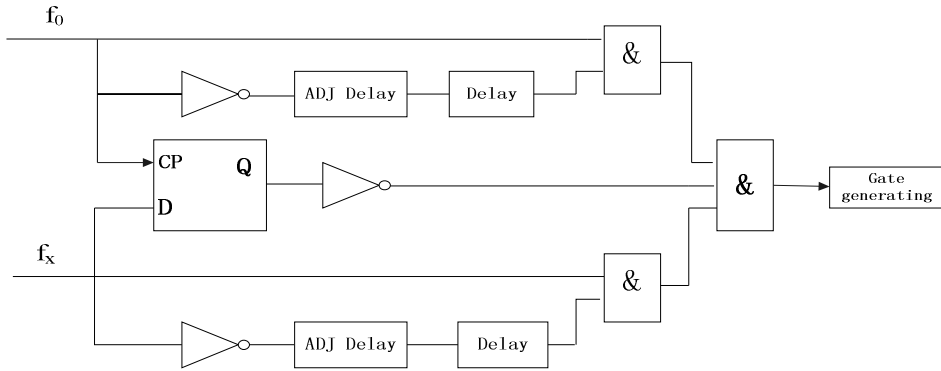 f0
&
ADJ Delay
Delay
CP
Q
D
&
Gate
generating
fx
&
ADJ Delay
Delay